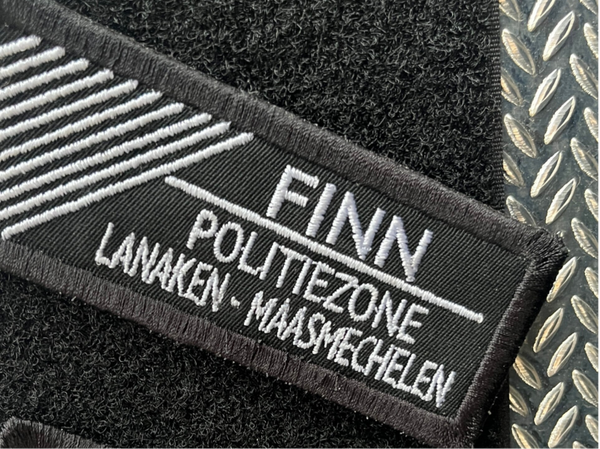 FINN
POLITIEZONE
LANAKEN - MAASMECHELEN